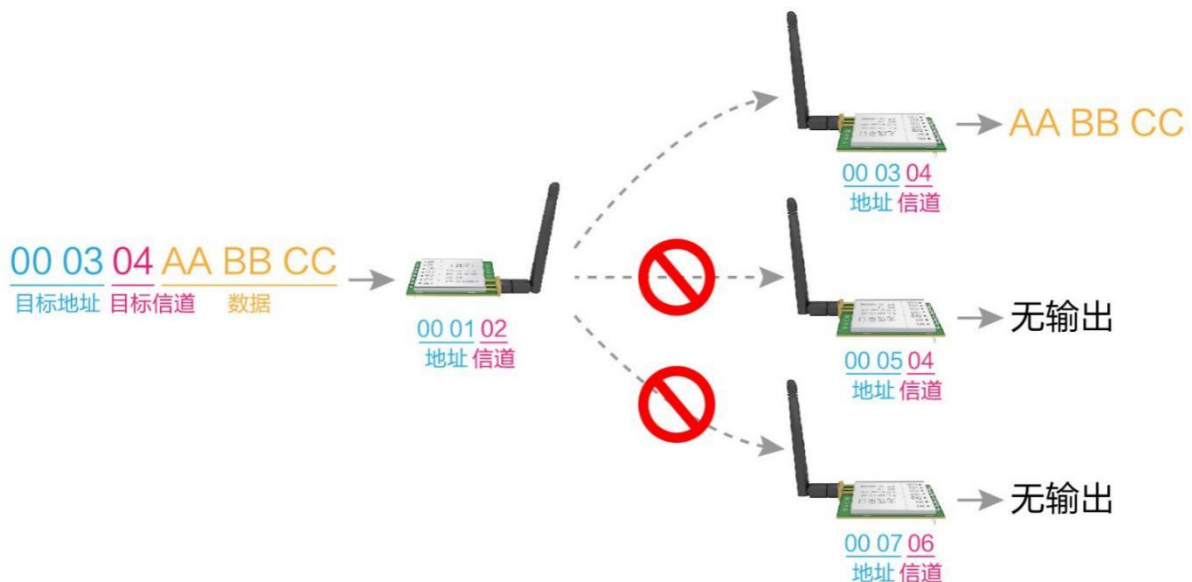 00 03 04 AA BB CC
目标地址 目标信道 数据
00 01 02
地址 信道
AA BB CC
00 03 04
地址 信道
无输出
00 05 04
地址 信道
无输出
00 07 06
地址 信道